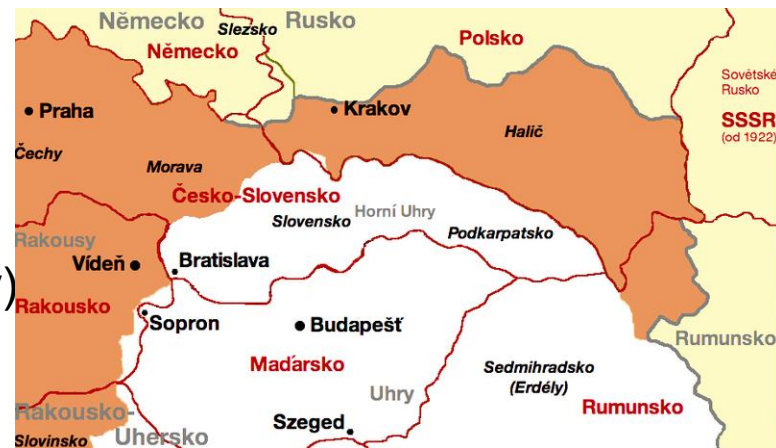 Německo
Rusko
Slezsko
Německo
Polsko
Sovětské
Rusko
SSSR
(od 1922)
Praha
Krakov
Halič
Čechy
Morava
Česko-Slovensko
Slovensko
Horní Uhry
Podkarpatsko
Rakousy
Vídeň
Bratislava
)
Rakousko
Sopron
Budapešť
Rumunsko
Maďarsko
Sedmihradsko
(Erdély)
Uhry
Rumunsko
Rakousko-
Uhersko
Szeged
Slovinsko